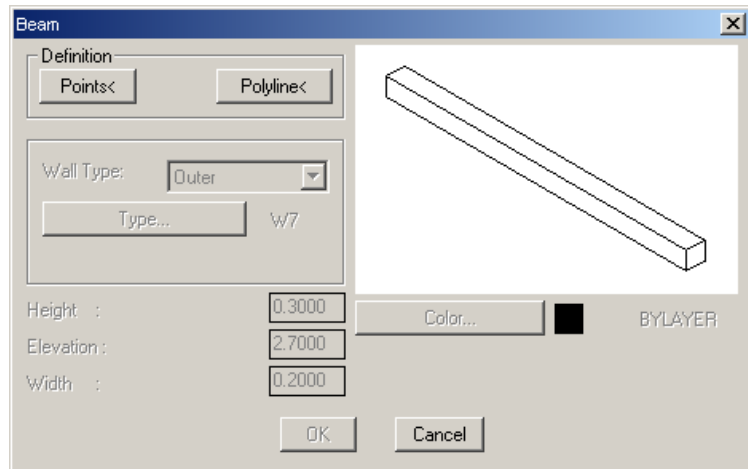 Beam
Definition
Points<
Polyline<
Wall Type:
Outer
Type...
W7
Height :
0.3000
Elevation :
2.7000
Width :
0.2000
Color...
BYLAYER
OK
Cancel